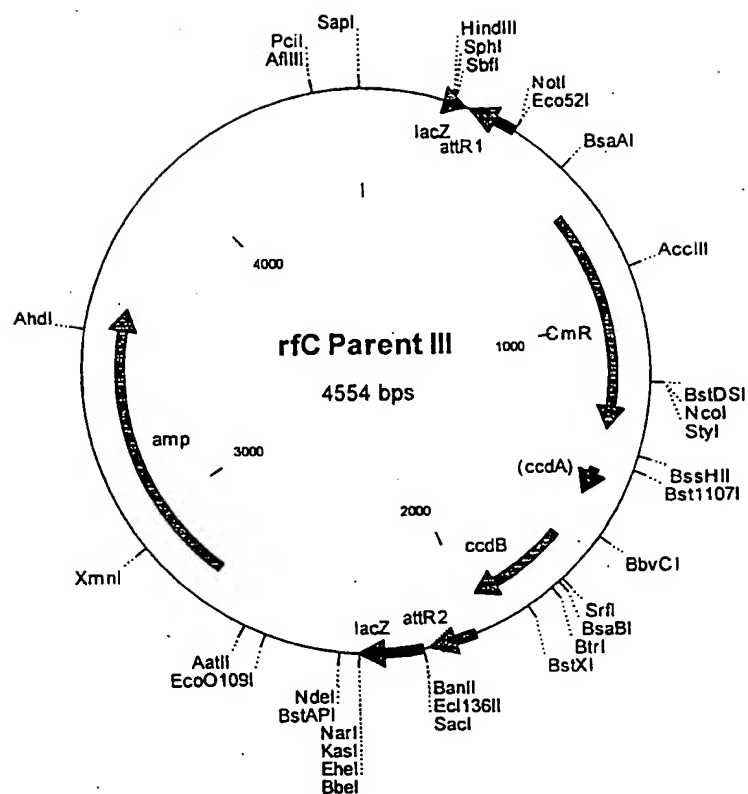 SapI
PciI
AflIII
HindIII
SphI
SbfI
NotI
Eco52I
lacZ
attR1
BsaAI
4000
AccIII
AhdI
rfC Parent III
4554 bps
1000
CmR
BstDSI
NcoI
StyI
amp
3000
(ccdA)
BssHII
Bst1107I
2000
ccdB
BbvCI
XmnI
SrfI
BsaBI
BtrI
BstXI
lacZ
attR2
AatII
EcoO109I
NdeI
BstAPI
BanII
Ecl136II
SacI
NarI
KasI
EheI
BbeI